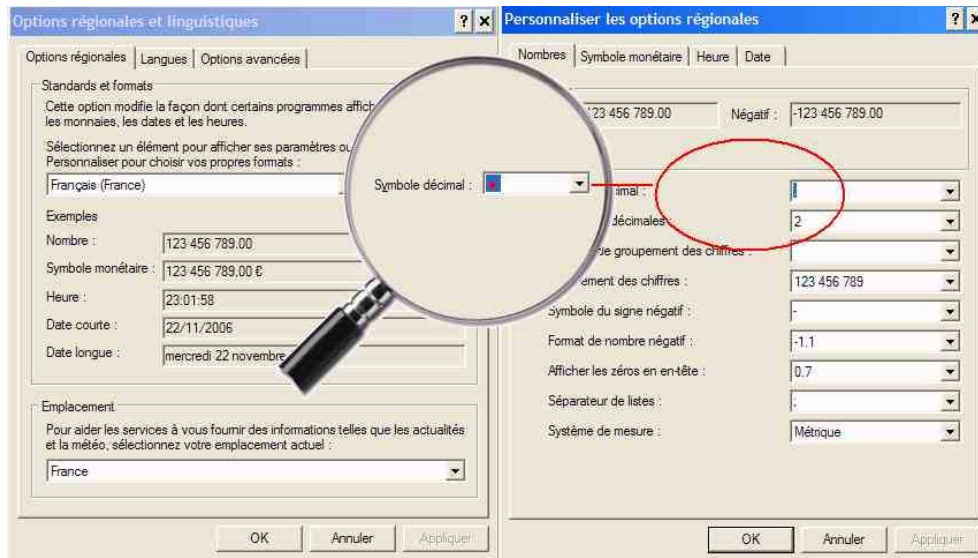 Options régionales et linguistiques
Options régionales
Langues
Options avancées
Standards et formats
Cette option modifie la façon dont certains programmes
les monnaies, les dates et les heures.
Sélectionnez un élément pour afficher ses paramètres
Personnaliser pour choisir vos propres formats :
Français (France)
Exemples
Nombre : 123 456 789.00
Symbole monétaire : 123 456 789.00 €
Heure : 23:01:58
Date courte : 22/11/2006
Date longue : mercredi 22 novembre
Emplacement
Pour aider les services à vous fournir des informations telles que les actualités
et la météo, sélectionnez votre emplacement actuel :
France
OK
Annuler
Appliquer
Symbole décimal : .
Personnaliser les options régionales
Nombres
Symbole monétaire
Heure
Date
23 456 789.00
Négatif : -123 456 789.00
décimales : 2
groupement des chiffres :
des chiffres : 123 456 789
Symbole du signe négatif : -
Format de nombre négatif : -1.1
Afficher les zéros en en-tête : 0.7
Séparateur de listes : ;
Système de mesure : Métrique
OK
Annuler
Appliquer